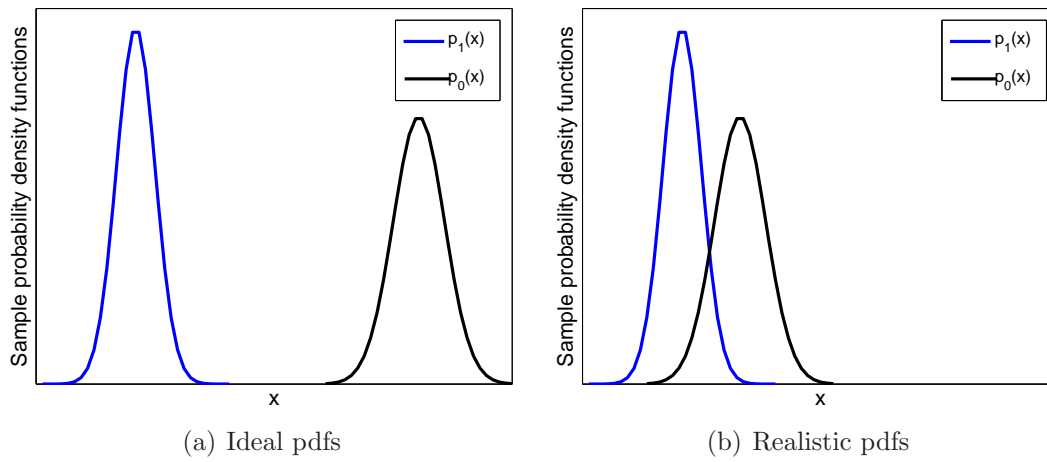 Sample probability density functions
p1(x)
p0(x)
x
(a) Ideal pdfs
Sample probability density functions
p1(x)
p0(x)
x
(b) Realistic pdfs